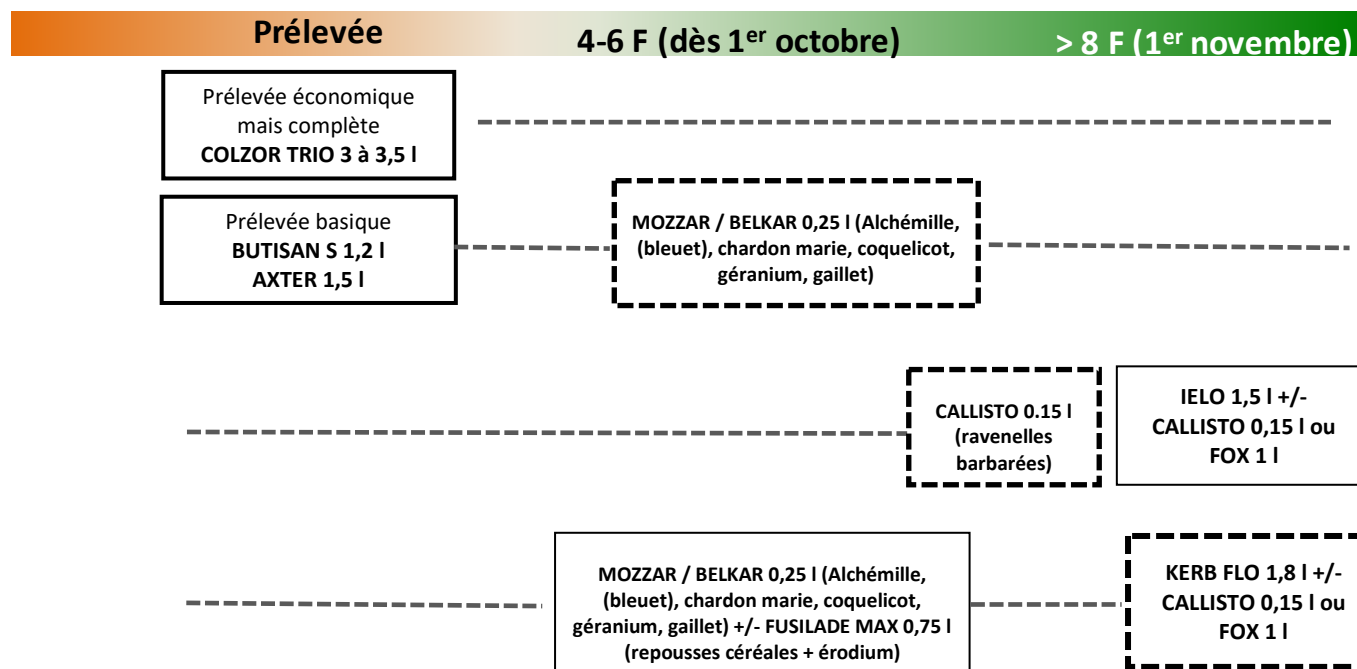 Prélevée
4-6 F (dès 1er octobre)
> 8 F (1er novembre)
Prélevée économique
mais complète
COLZOR TRIO 3 à 3,5 l
Prélevée basique
BUTISAN S 1,2 l
AXTER 1,5 l
MOZZAR / BELKAR 0,25 l (Alchémille,
(bleuet), chardon marie, coquelicot,
géranium, gaillet)
CALLISTO 0.15 l
(ravenelles
barbarées)
IELO 1,5 l +/-
CALLISTO 0,15 l ou
FOX 1 l
MOZZAR / BELKAR 0,25 l (Alchémille,
(bleuet), chardon marie, coquelicot,
géranium, gaillet) +/- FUSILADE MAX 0,75 l
(repousses céréales + érodium)
KERB FLO 1,8 l +/-
CALLISTO 0,15 l ou
FOX 1 l